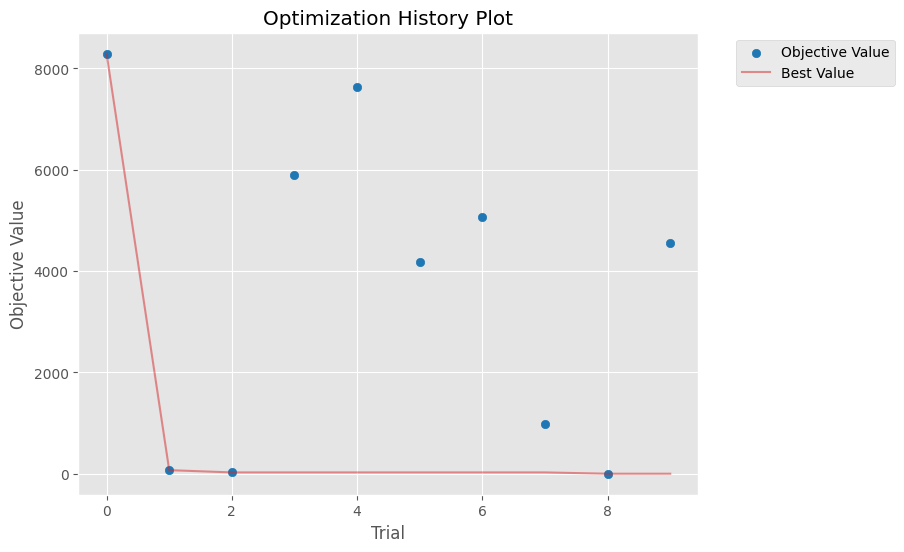 Optimization History Plot
Objective Value
Best Value
8000
6000
4000
2000
0
Objective Value
0
2
4
6
8
Trial